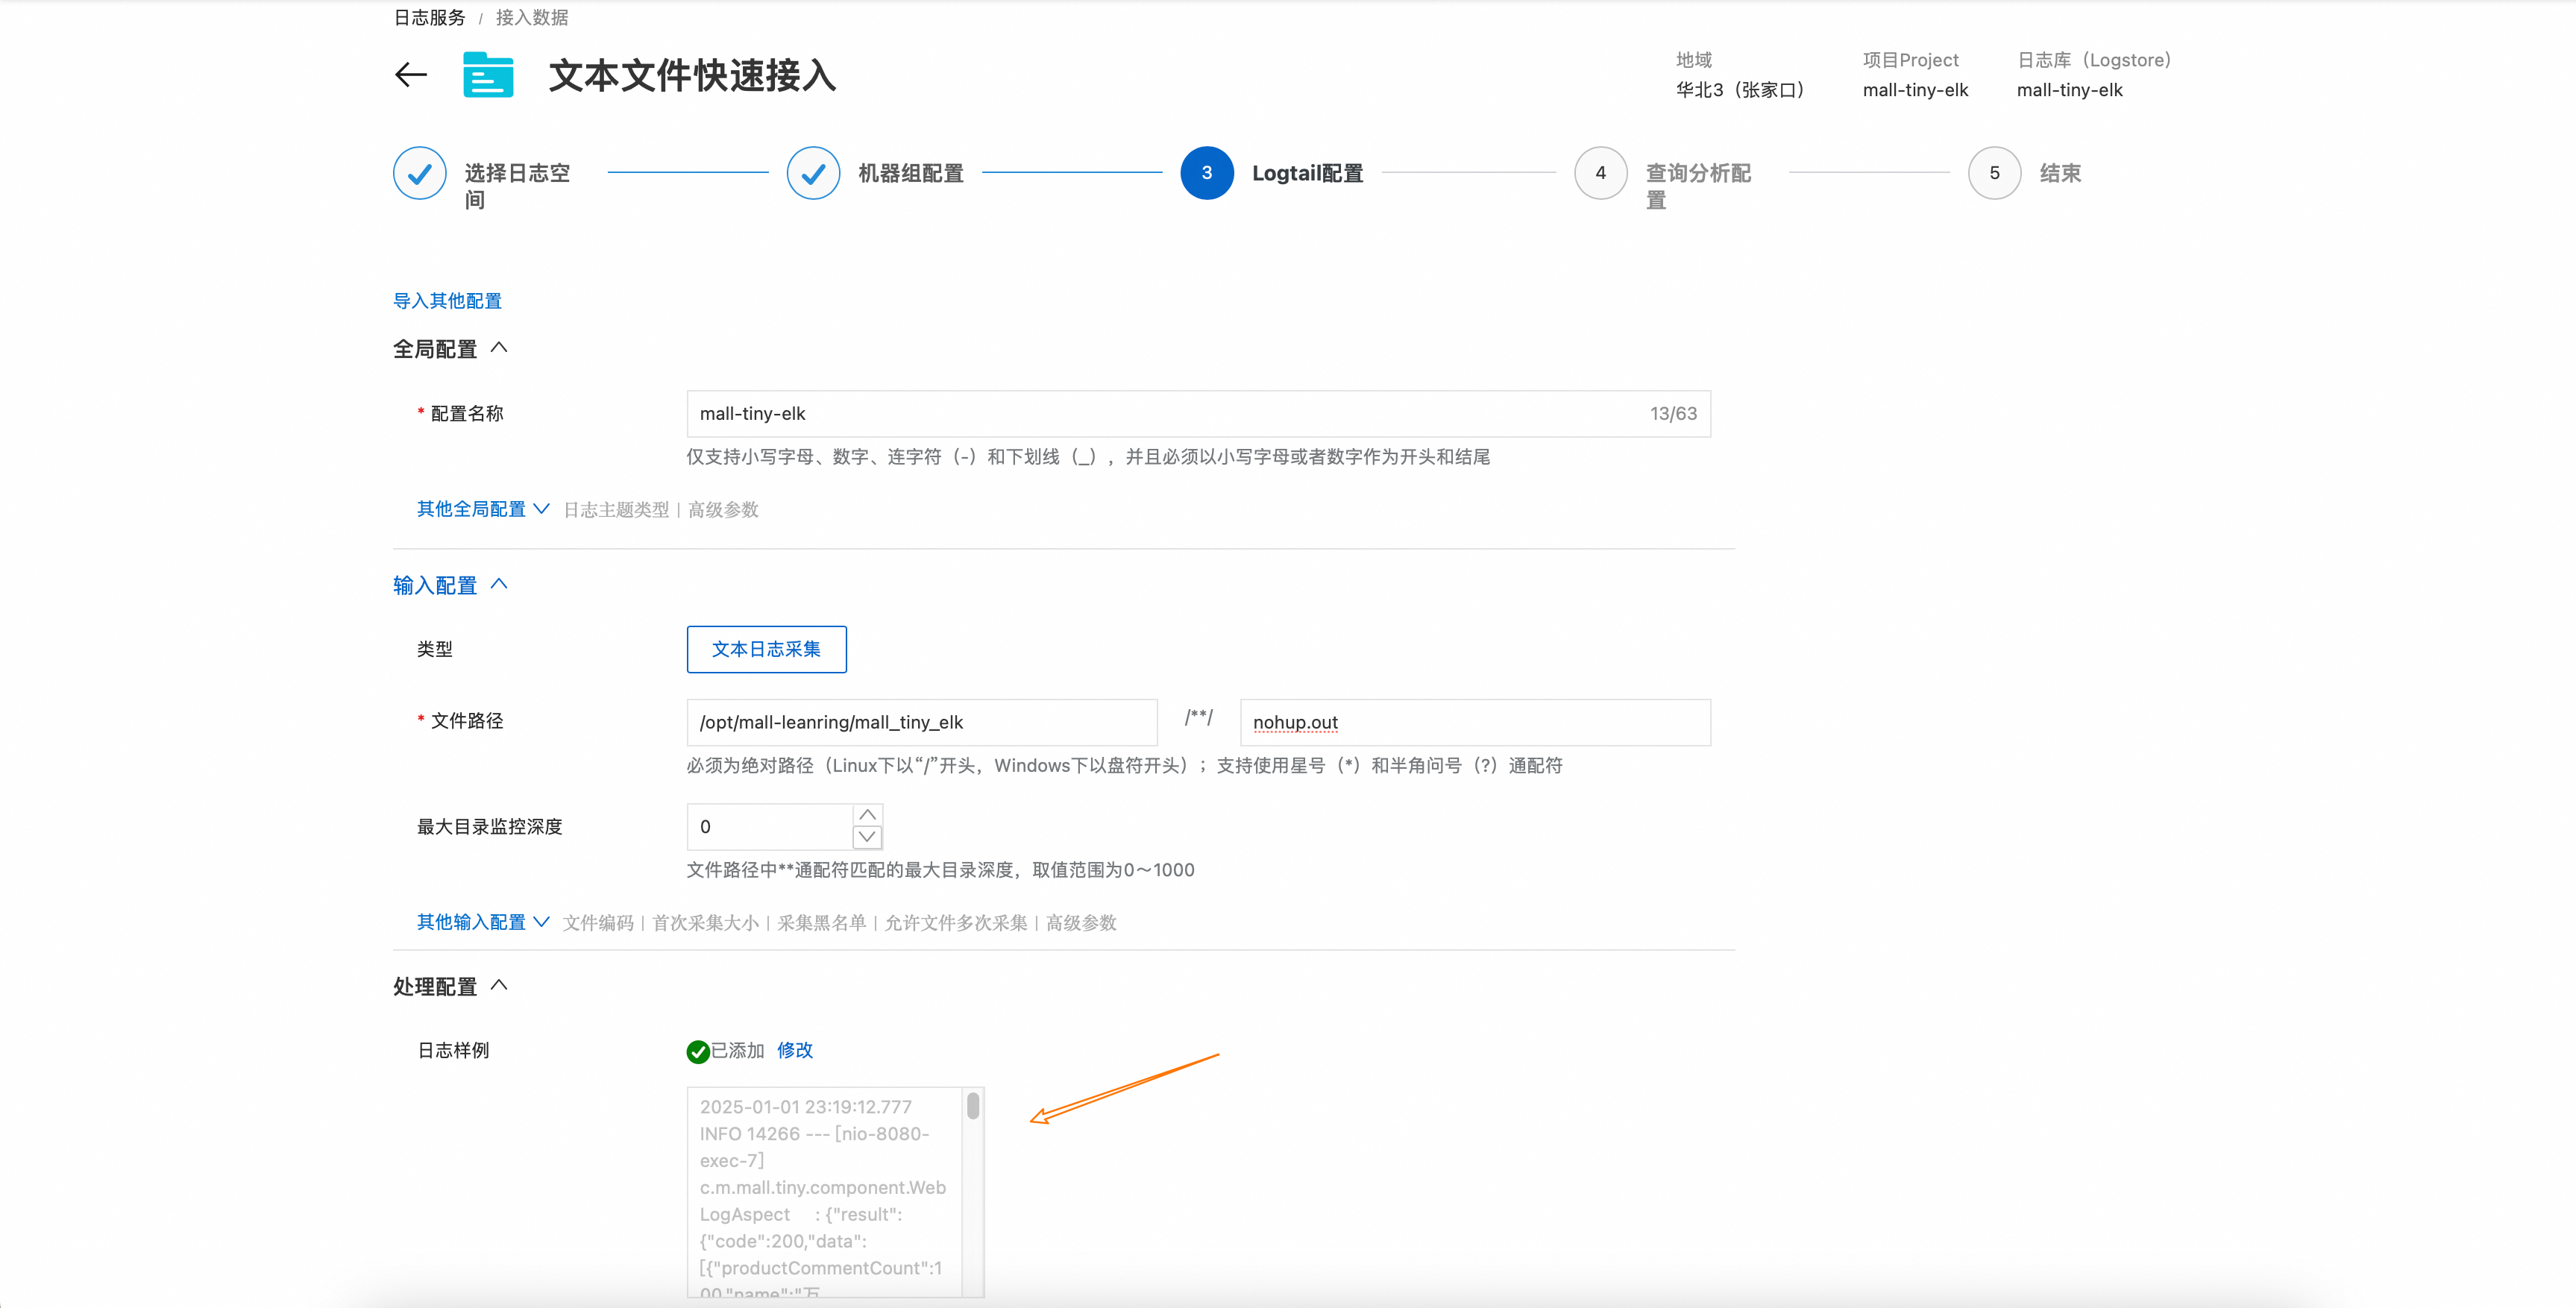 日志服务 / 接入数据
文本文件快速接入
地域
华北3（张家口）
项目Project
mall-tiny-elk
日志库（Logstore）
mall-tiny-elk
选择日志空
间
机器组配置
3
Logtail配置
4
查询分析配
置
5
结束
导入其他配置
全局配置
* 配置名称
mall-tiny-elk
13/63
仅支持小写字母、数字、连字符（-）和下划线（_），并且必须以小写字母或者数字作为开头和结尾
其他全局配置 日志主题类型 | 高级参数
输入配置
类型
文本日志采集
* 文件路径
/opt/mall-leanring/mall_tiny_elk
/**/
nohup.out
必须为绝对路径（Linux下以“/”开头，Windows下以盘符开头）；支持使用星号（*）和半角问号（?）通配符
最大目录监控深度
0
文件路径中**通配符匹配的最大目录深度，取值范围为0～1000
其他输入配置 文件编码 | 首次采集大小 | 采集黑名单 | 允许文件多次采集 | 高级参数
处理配置
日志样例
已添加 修改
2025-01-01 23:19:12.777
INFO 14266 --- [nio-8080-
exec-7]
c.m.mall.tiny.component.Web
LogAspect : {"result":
{"code":200,"data":
[{"productCommentCount":1
00,"name":"万